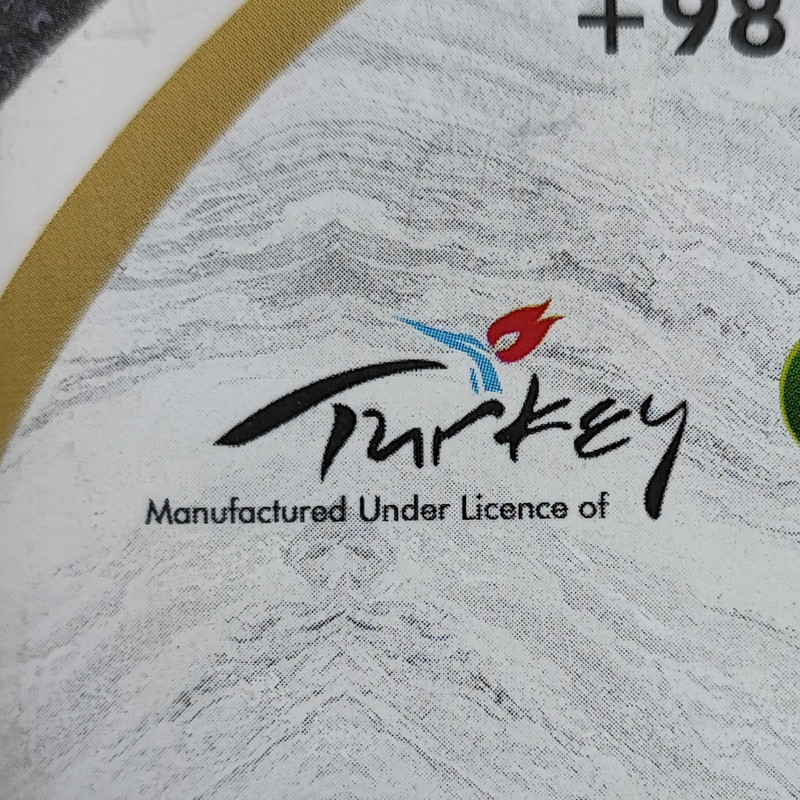 +98
Turkey
Manufactured Under Licence of